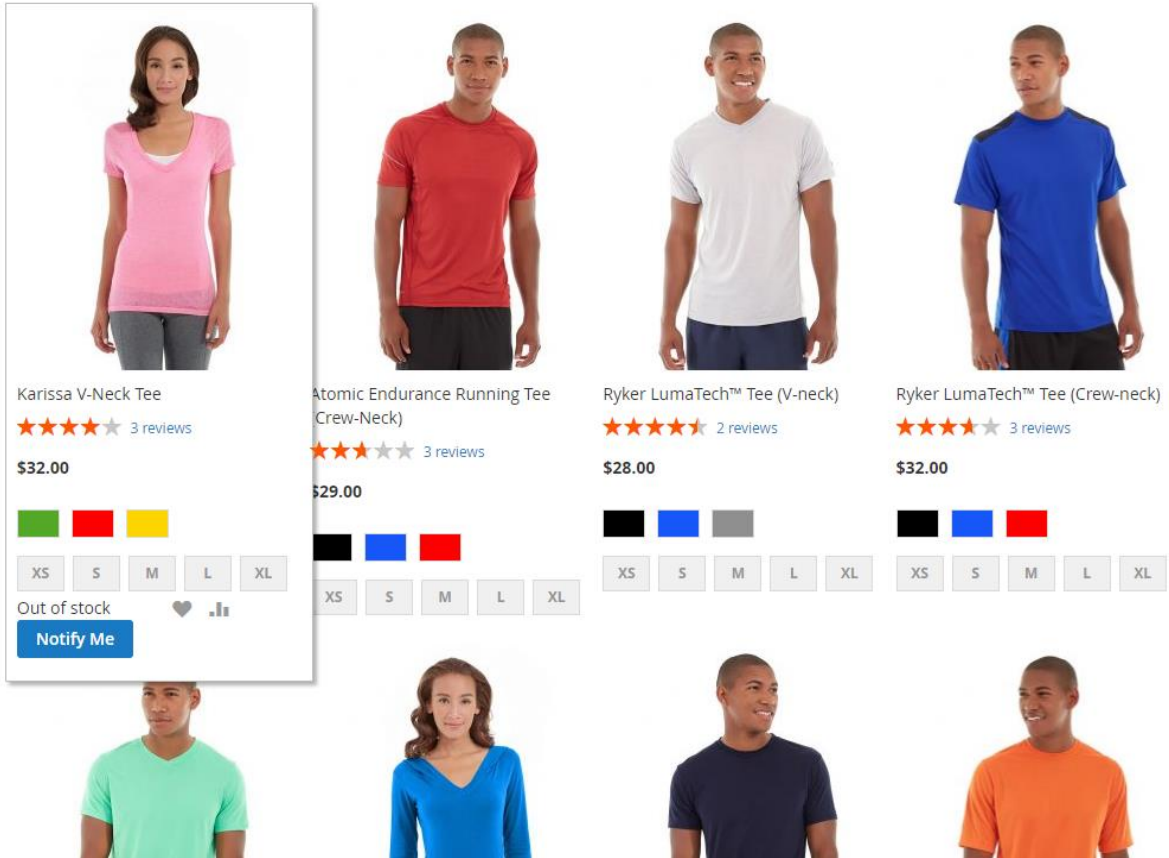 Karissa V-Neck Tee
3 reviews
$32.00
XS S M L XL
Out of stock
Notify Me
Atomic Endurance Running Tee
(Crew-Neck)
3 reviews
$29.00
XS S M L XL
Ryker LumaTech™ Tee (V-neck)
2 reviews
$28.00
XS S M L XL
Ryker LumaTech™ Tee (Crew-neck)
3 reviews
$32.00
XS S M L XL